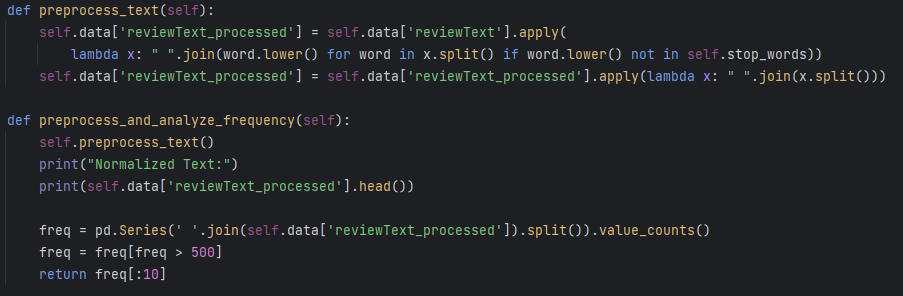 def preprocess_text(self):
    self.data['reviewText_processed'] = self.data['reviewText'].apply(
        lambda x: " ".join(word.lower() for word in x.split() if word.lower() not in self.stop_words))
    self.data['reviewText_processed'] = self.data['reviewText_processed'].apply(lambda x: " ".join(x.split()))

def preprocess_and_analyze_frequency(self):
    self.preprocess_text()
    print("Normalized Text:")
    print(self.data['reviewText_processed'].head())

    freq = pd.Series(' '.join(self.data['reviewText_processed']).split()).value_counts()
    freq = freq[freq > 500]
    return freq[:10]